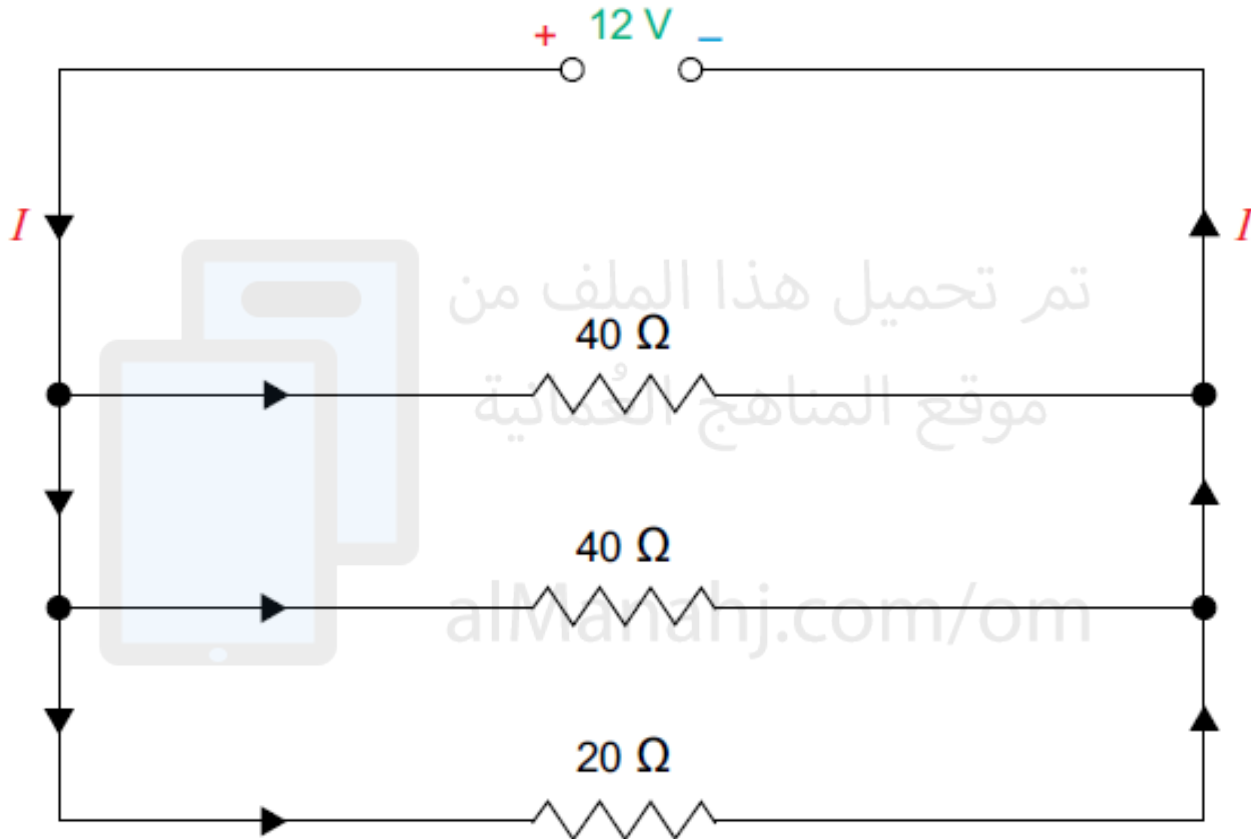 + 12 V −
I
I
تم تحميل هذا الملف من
40 Ω
موقع المناهج العُمانية
40 Ω
alManahj.com/om
20 Ω